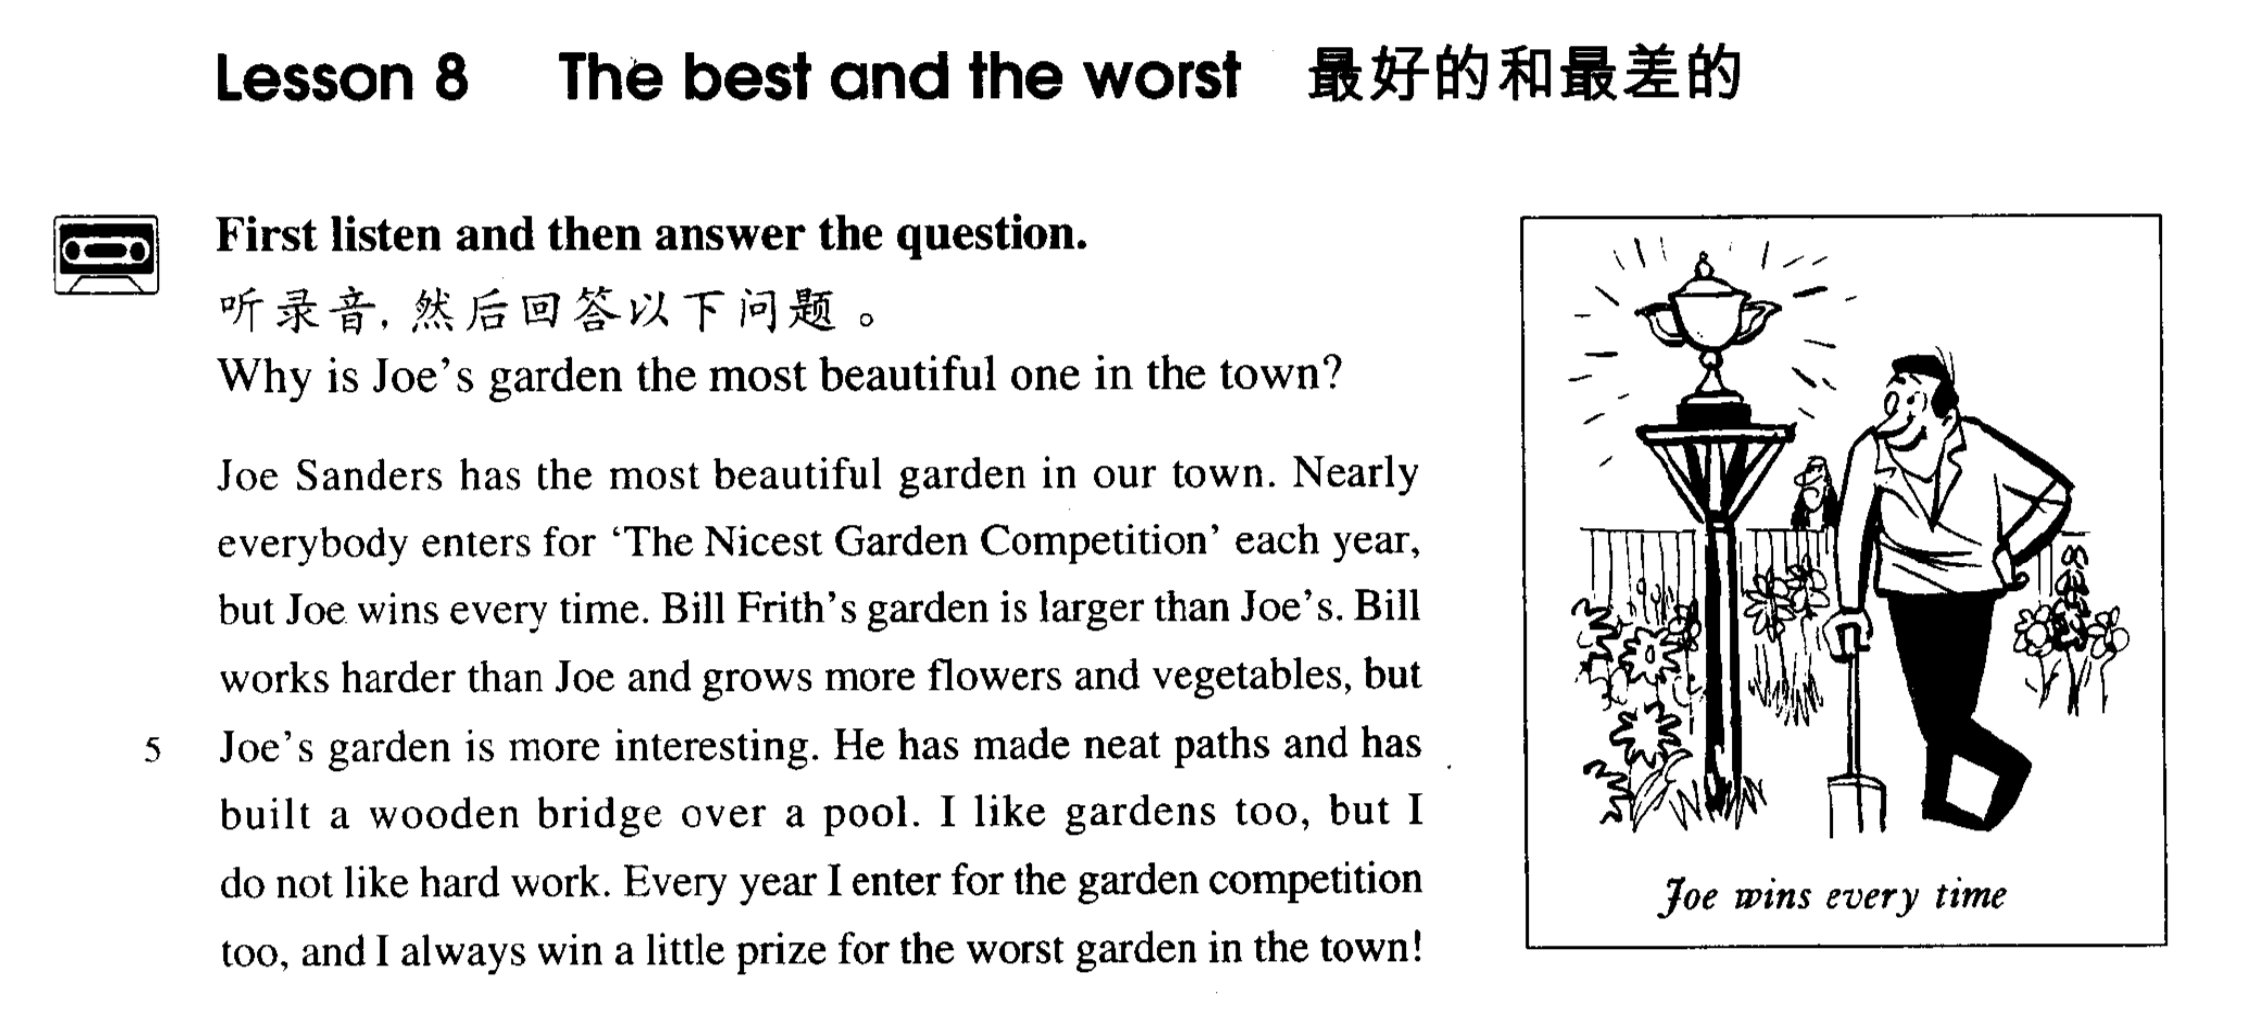 Lesson 8 The best and the worst 最好的和最差的
First listen and then answer the question.
听录音，然后回答以下问题。
Why is Joe's garden the most beautiful one in the town?
Joe Sanders has the most beautiful garden in our town. Nearly
everybody enters for ‘The Nicest Garden Competition’ each year,
but Joe wins every time. Bill Frith's garden is larger than Joe's. Bill
works harder than Joe and grows more flowers and vegetables, but
5 Joe's garden is more interesting. He has made neat paths and has
built a wooden bridge over a pool. I like gardens too, but I
do not like hard work. Every year I enter for the garden competition
too, and I always win a little prize for the worst garden in the town!
Joe wins every time